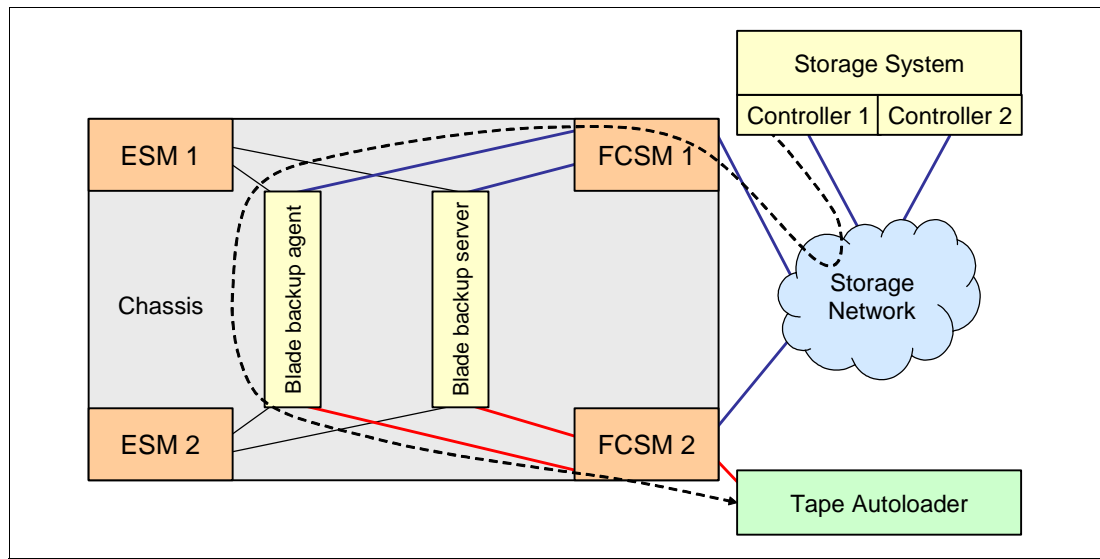 Storage System
Controller 1
Controller 2
ESM 1
FCSM 1
Blade backup agent
Blade backup server
Chassis
Storage
Network
ESM 2
FCSM 2
Tape Autoloader